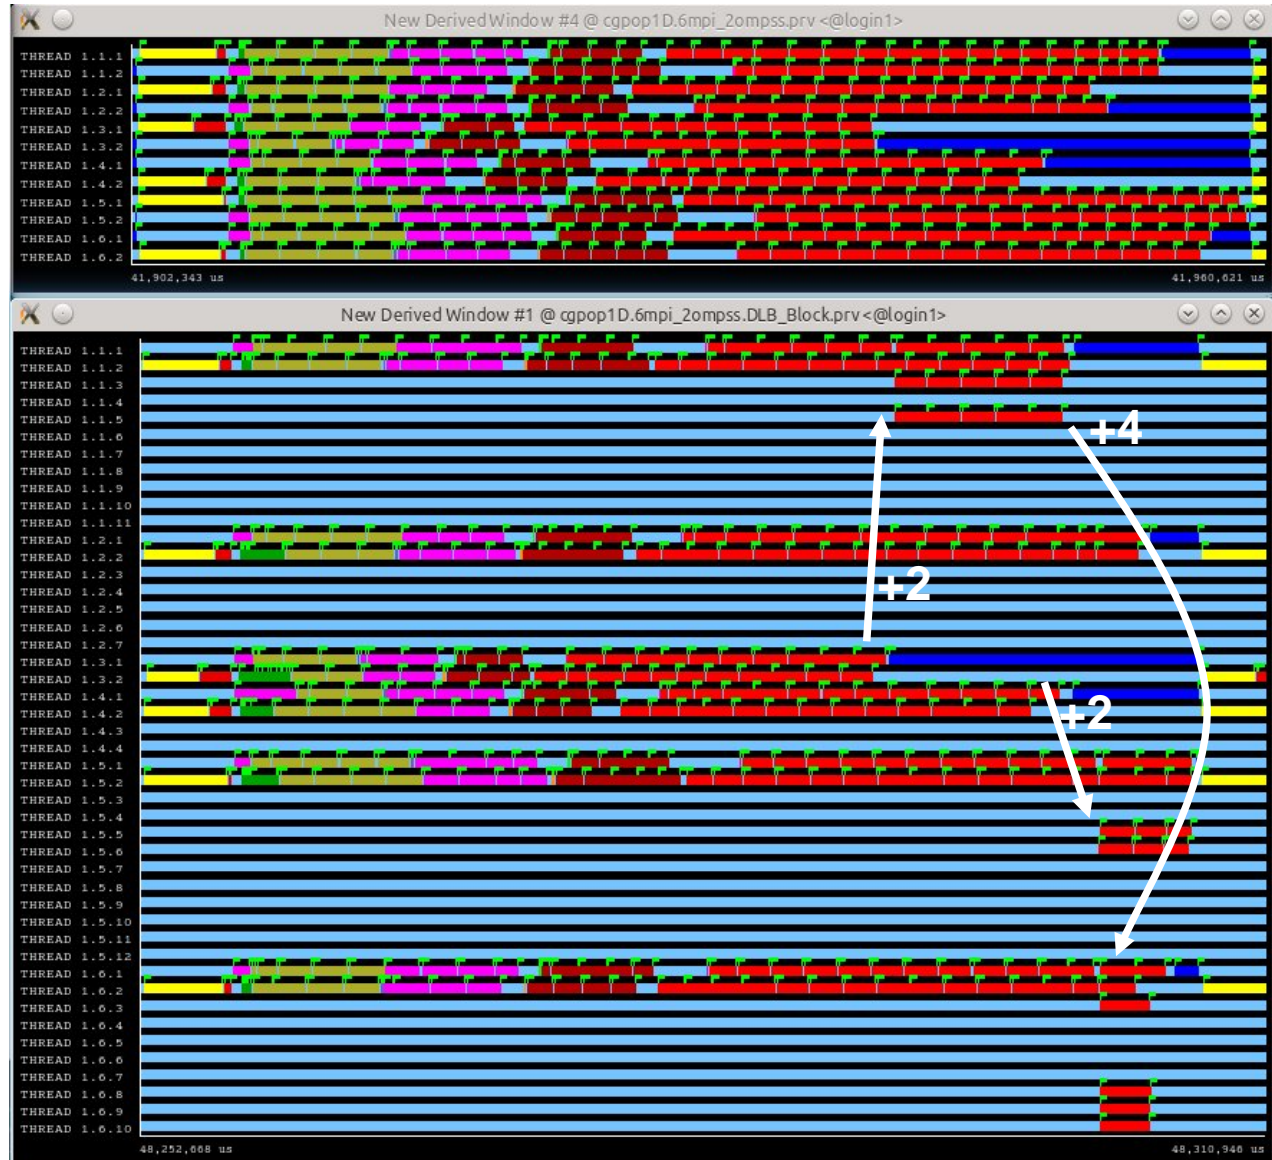 New Derived Window #4 @ cgpop1D.6mpi_2ompss.prv <@login1>
THREAD 1.1.1
THREAD 1.1.2
THREAD 1.2.1
THREAD 1.2.2
THREAD 1.3.1
THREAD 1.3.2
THREAD 1.4.1
THREAD 1.4.2
THREAD 1.5.1
THREAD 1.5.2
THREAD 1.6.1
THREAD 1.6.2
41,902,343 us 41,960,621 us
New Derived Window #1 @ cgpop1D.6mpi_2ompss.DLB_Block.prv <@login1>
THREAD 1.1.1
THREAD 1.1.2
THREAD 1.1.3
THREAD 1.1.4
THREAD 1.1.5
+4
THREAD 1.1.6
THREAD 1.1.7
THREAD 1.1.8
THREAD 1.1.9
THREAD 1.1.10
THREAD 1.1.11
THREAD 1.2.1
THREAD 1.2.2
THREAD 1.2.3
+2
THREAD 1.2.4
THREAD 1.2.5
THREAD 1.2.6
THREAD 1.2.7
THREAD 1.3.1
THREAD 1.3.2
THREAD 1.4.1
THREAD 1.4.2
+2
THREAD 1.4.3
THREAD 1.4.4
THREAD 1.5.1
THREAD 1.5.2
THREAD 1.5.3
THREAD 1.5.4
THREAD 1.5.5
THREAD 1.5.6
THREAD 1.5.7
THREAD 1.5.8
THREAD 1.5.9
THREAD 1.5.10
THREAD 1.5.11
THREAD 1.5.12
THREAD 1.6.1
THREAD 1.6.2
THREAD 1.6.3
THREAD 1.6.4
THREAD 1.6.5
THREAD 1.6.6
THREAD 1.6.7
THREAD 1.6.8
THREAD 1.6.9
THREAD 1.6.10
48,252,668 us 48,310,946 us